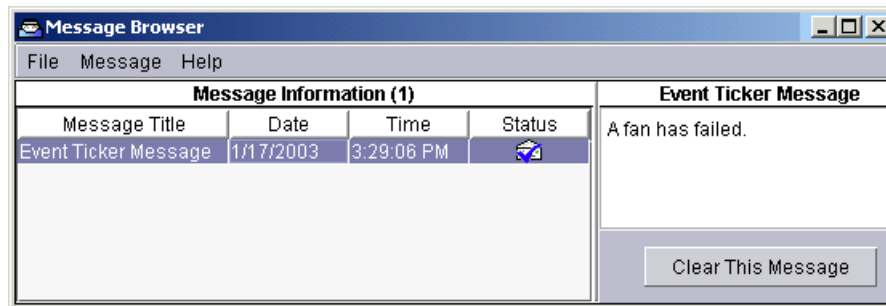 Message Browser
File Message Help
Message Information (1)
Message Title Date Time Status
Event Ticker Message 1/17/2003 3:29:06 PM
Event Ticker Message
A fan has failed.
Clear This Message